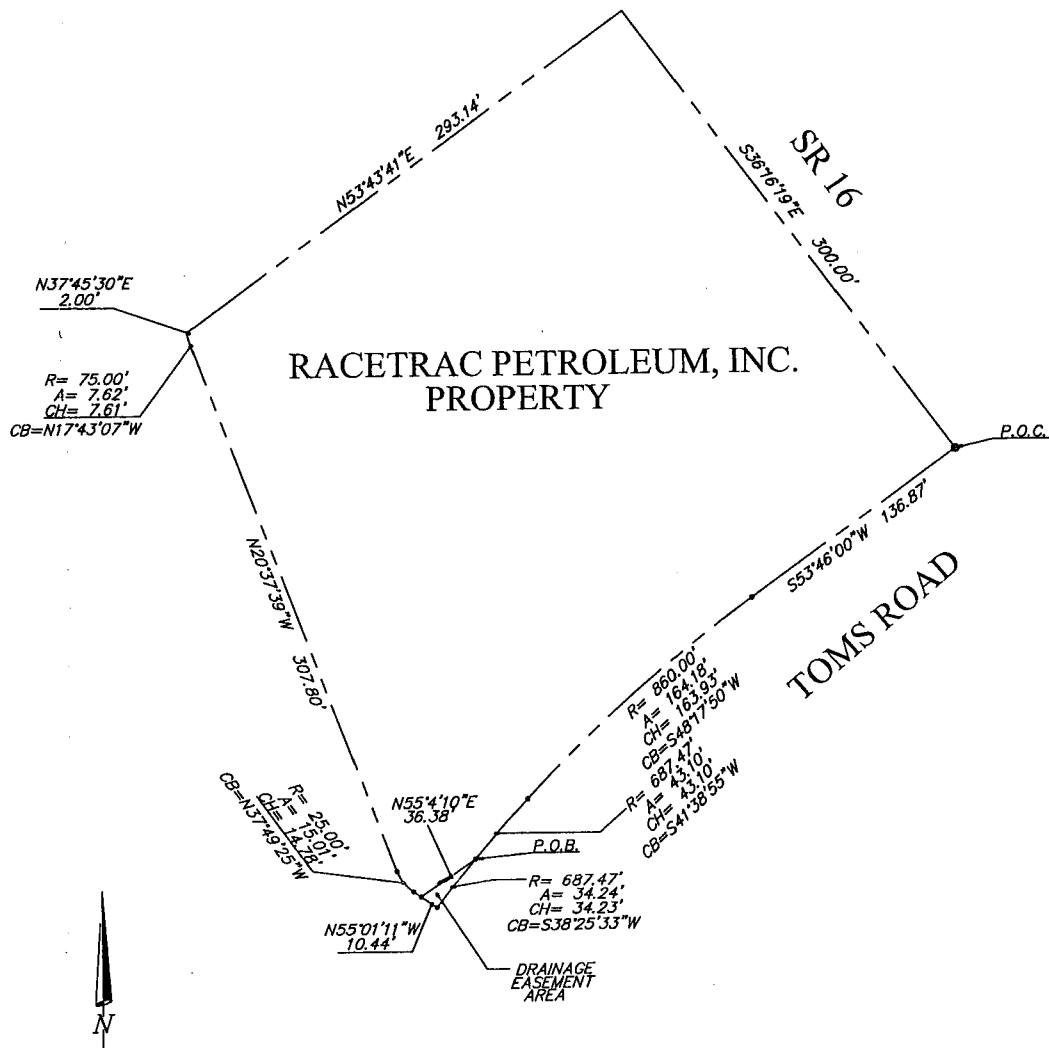 N53°43'41"E 293.14'
SR 16
S36°16'19"E 300.00'
N37°45'30"E
2.00'
RACETRAC PETROLEUM, INC.
PROPERTY
R= 75.00'
A= 7.62'
CH= 7.61'
CB=N17°43'07"W
P.O.C.
S53°46'00"W 136.87'
TOMS ROAD
N20°37'39"W 307.80'
R= 860.00'
A= 164.18'
CH= 163.93'
CB=S48°17'50"W
R= 687.47'
A= 43.10'
CH= 43.10'
CB=S41°38'55"W
R= 25.00'
A= 15.01'
CH= 14.78'
CB=N37°49'25"W
N55°4'10"E
36.38'
P.O.B.
R= 687.47'
A= 34.24'
CH= 34.23'
CB=S38°25'33"W
N55°01'11"W
10.44'
DRAINAGE
EASEMENT
AREA
N